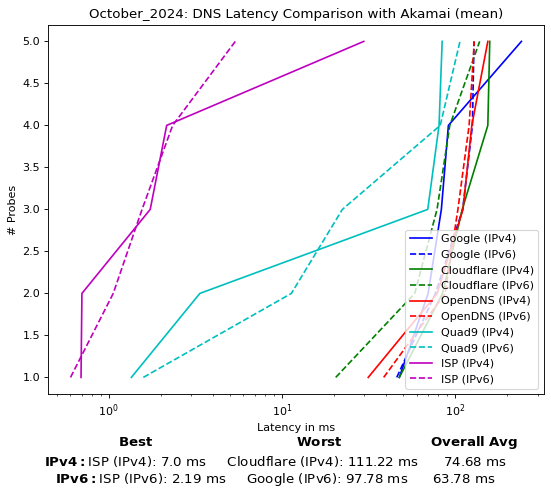 October_2024: DNS Latency Comparison with Akamai (mean)
5.0
4.5
4.0
3.5
3.0
2.5
2.0
1.5
1.0
# Probes
Google (IPv4)
Google (IPv6)
Cloudflare (IPv4)
Cloudflare (IPv6)
OpenDNS (IPv4)
OpenDNS (IPv6)
Quad9 (IPv4)
Quad9 (IPv6)
ISP (IPv4)
ISP (IPv6)
10⁰ 10¹ 10²
Latency in ms
Best Worst Overall Avg
IPv4: ISP (IPv4): 7.0 ms Cloudflare (IPv4): 111.22 ms 74.68 ms
IPv6: ISP (IPv6): 2.19 ms Google (IPv6): 97.78 ms 63.78 ms